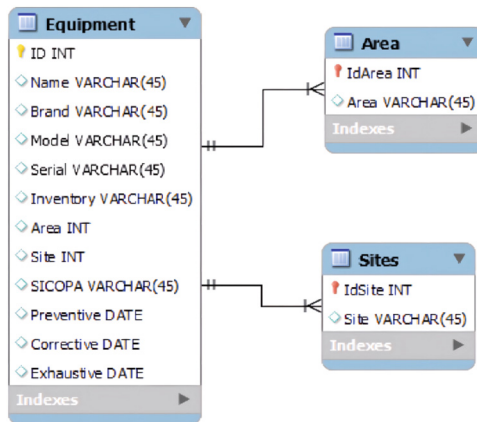 Equipment
ID INT
Name VARCHAR(45)
Brand VARCHAR(45)
Model VARCHAR(45)
Serial VARCHAR(45)
Inventory VARCHAR(45)
Area INT
Site INT
SICOPA VARCHAR(45)
Preventive DATE
Corrective DATE
Exhaustive DATE
Indexes
Area
IdArea INT
Area VARCHAR(45)
Indexes
Sites
IdSite INT
Site VARCHAR(45)
Indexes